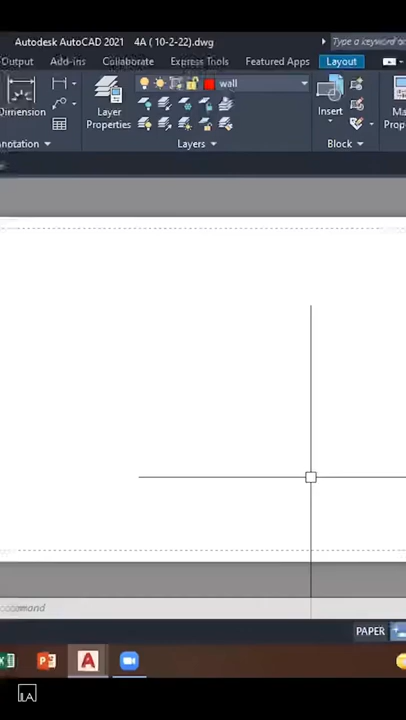 Autodesk AutoCAD 2021 4A ( 10-2-22).dwg
Type a keyword or
Output Add-ins Collaborate Express Tools Featured Apps Layout
wall
Dimension
Layer
Properties
Insert
nnotation
Layers
Block
command
PAPER